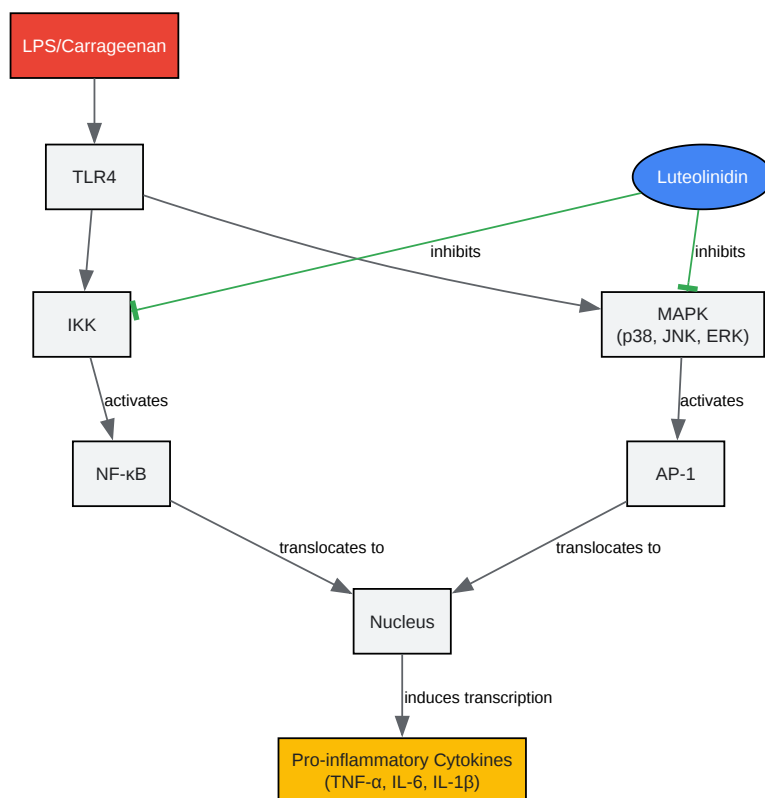 LPS/Carrageenan
TLR4
Luteolinidin
inhibits
inhibits
IKK
MAPK
(p38, JNK, ERK)
activates
activates
NF-κB
AP-1
translocates to
translocates to
Nucleus
induces transcription
Pro-inflammatory Cytokines
(TNF-α, IL-6, IL-1β)